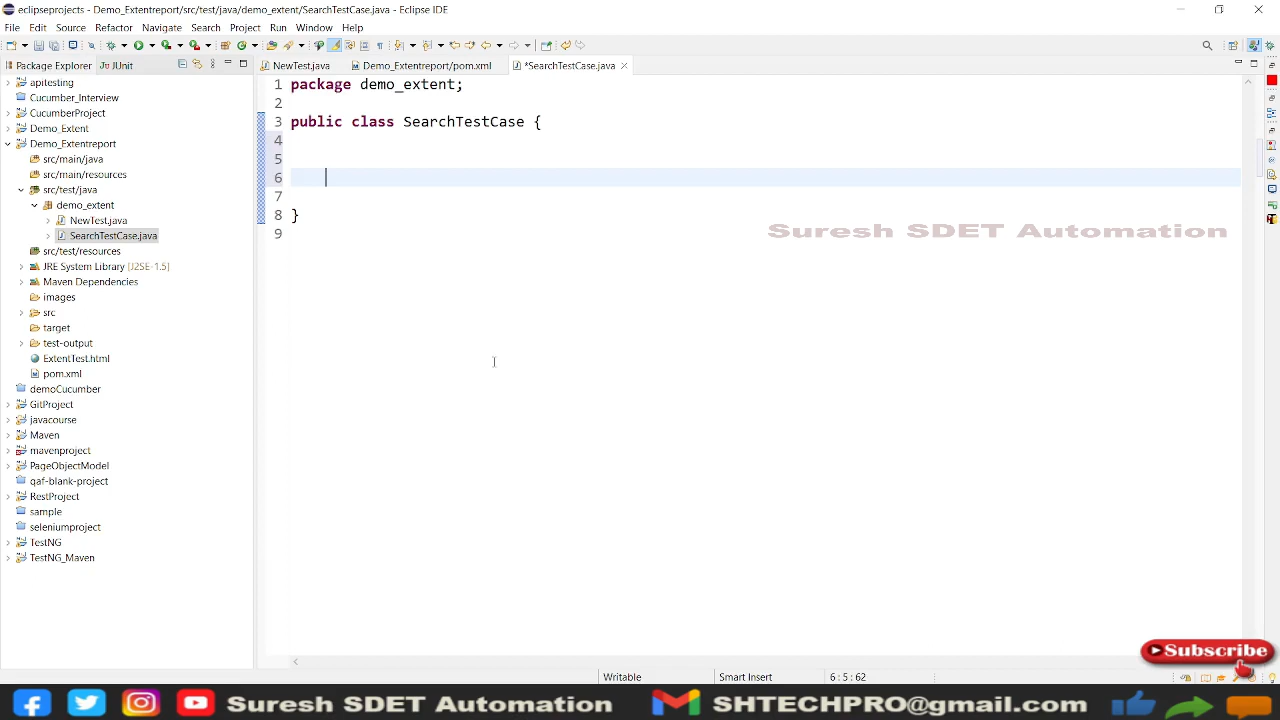 eclipseprojects - Demo_Extentreport/src/test/java/demo_extent/SearchTestCase.java - Eclipse IDE
File Edit Source Refactor Navigate Search Project Run Window Help
Package Explorer JUnit
NewTest.java Demo_Extentreport/pom.xml *SearchTestCase.java
apitesting
Cucumber_Interview
CucumberProject
Demo_Extent
Demo_Extentreport
src/main/java
src/main/resources
src/test/java
demo_extent
NewTest.java
SearchTestCase.java
src/test/resources
JRE System Library [J2SE-1.5]
Maven Dependencies
images
src
target
test-output
ExtentTest.html
pom.xml
demoCucumber
GitProject
javacourse
Maven
mavenproject
PageObjectModel
qaf-blank-project
RestProject
sample
seleniumproject
TestNG
TestNG_Maven
1 package demo_extent;
2
3 public class SearchTestCase {
4
5
6
7
8 }
9
Suresh SDET Automation
Subscribe
Writable Smart Insert 6 : 5 : 62
Suresh SDET Automation SHTECHPRO@gmail.com